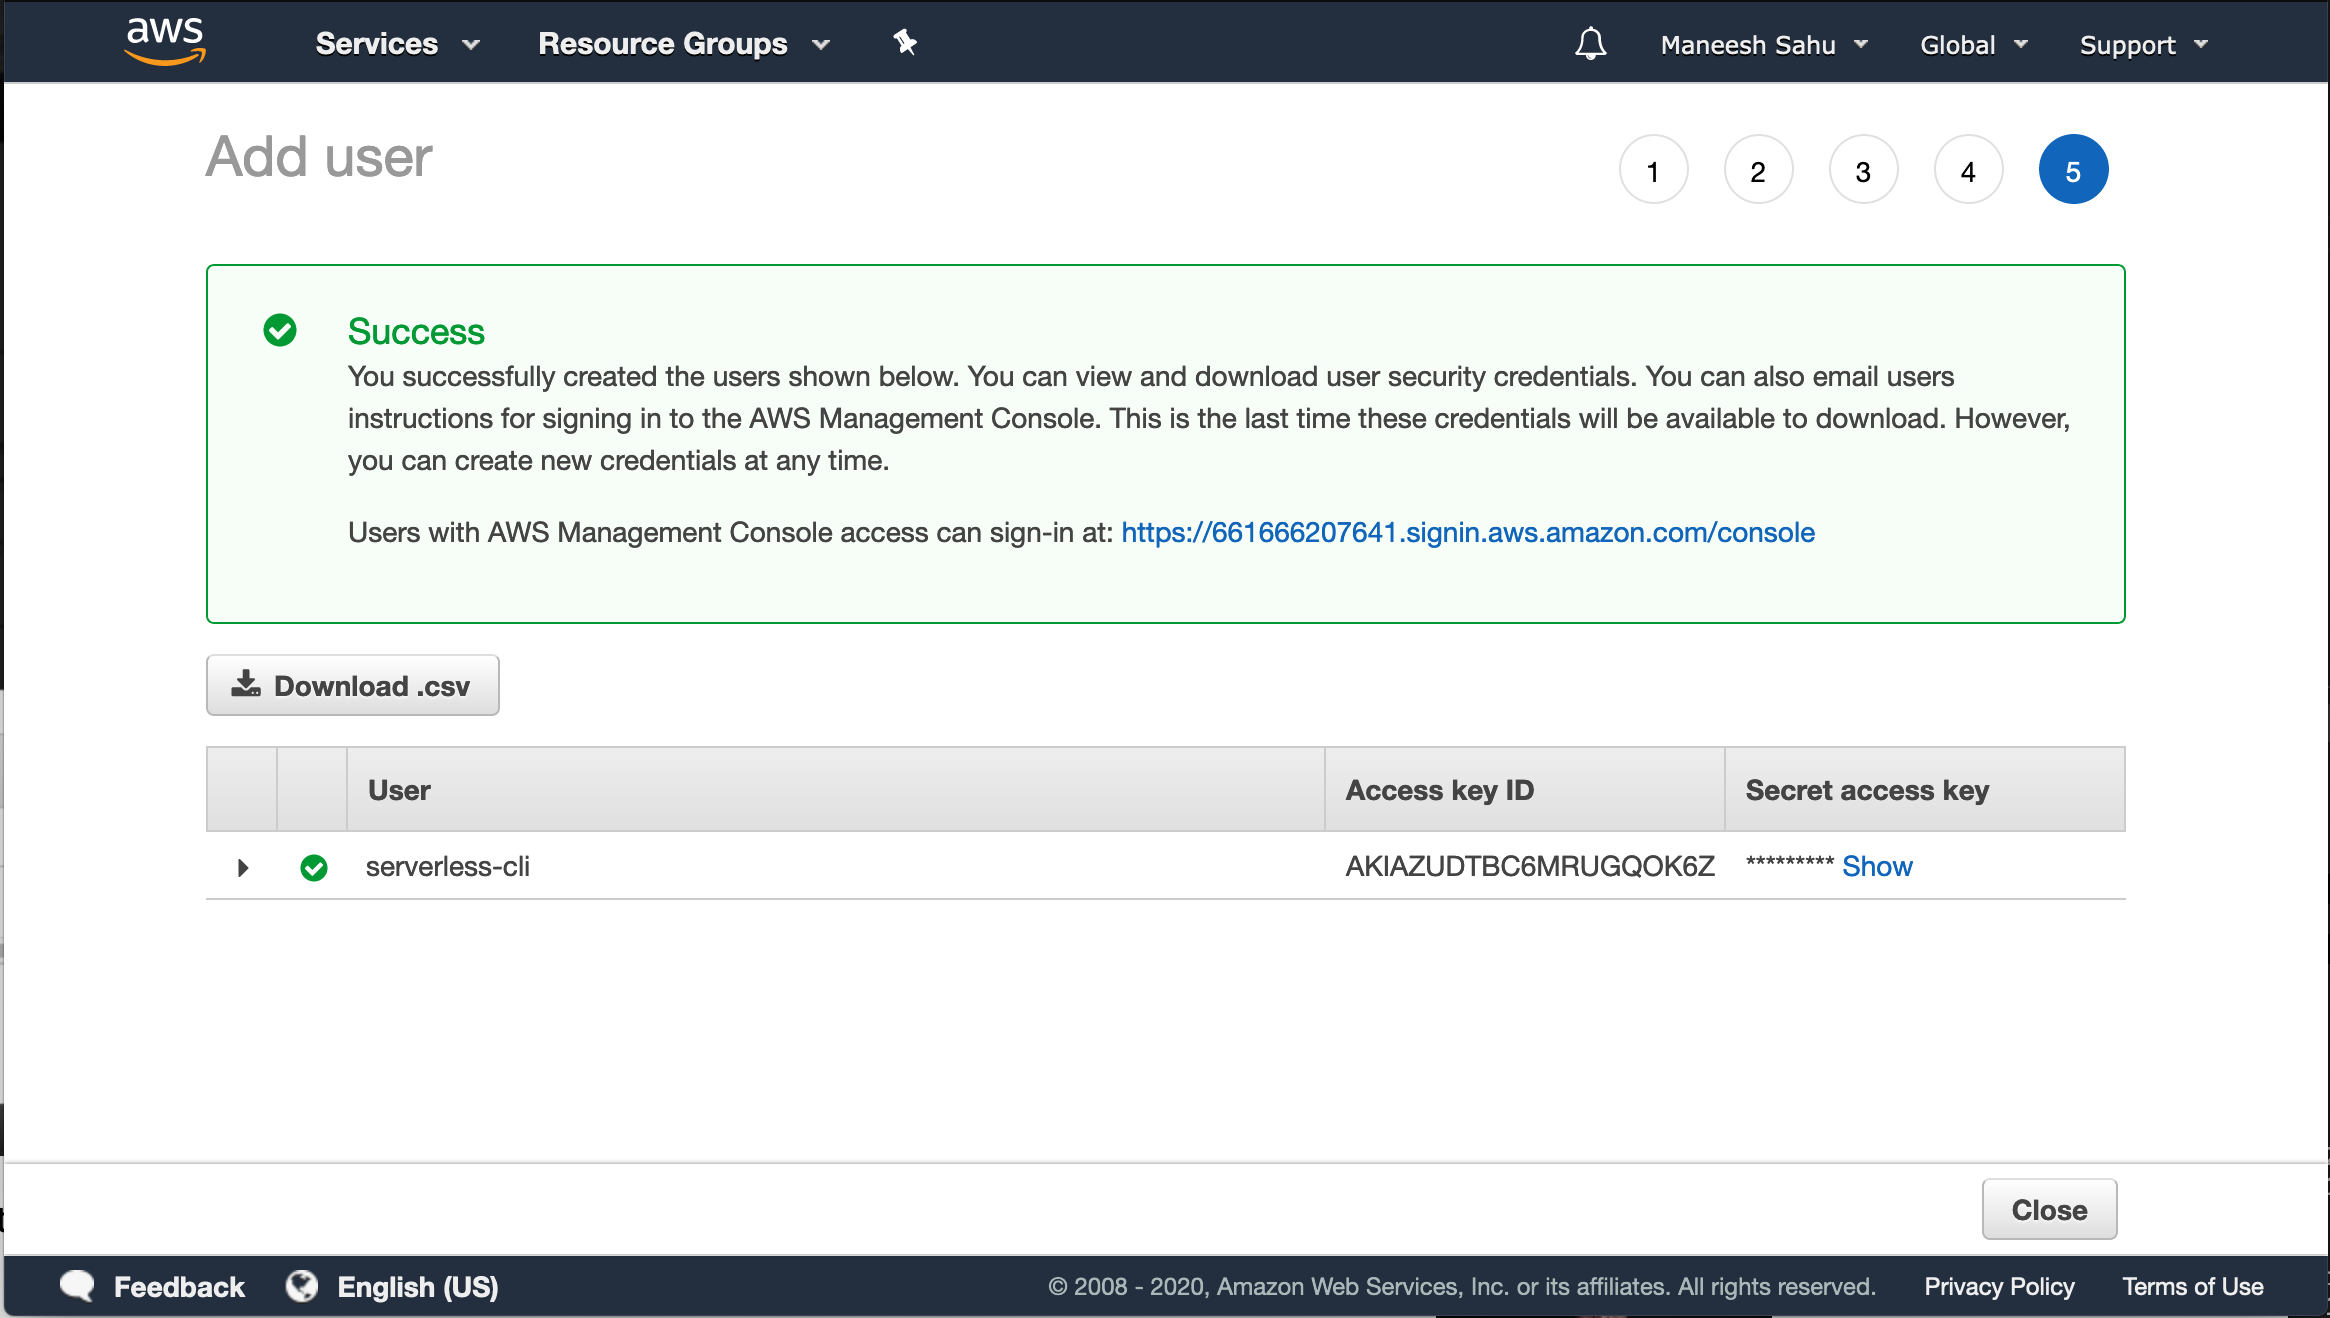 aws Services Resource Groups Maneesh Sahu Global Support
Add user
1 2 3 4 5
Success
You successfully created the users shown below. You can view and download user security credentials. You can also email users
instructions for signing in to the AWS Management Console. This is the last time these credentials will be available to download. However,
you can create new credentials at any time.
Users with AWS Management Console access can sign-in at: https://661666207641.signin.aws.amazon.com/console
Download .csv
User Access key ID Secret access key
serverless-cli AKIAZUDTBC6MRUGQOK6Z ********* Show
Close
Feedback English (US) © 2008 - 2020, Amazon Web Services, Inc. or its affiliates. All rights reserved. Privacy Policy Terms of Use